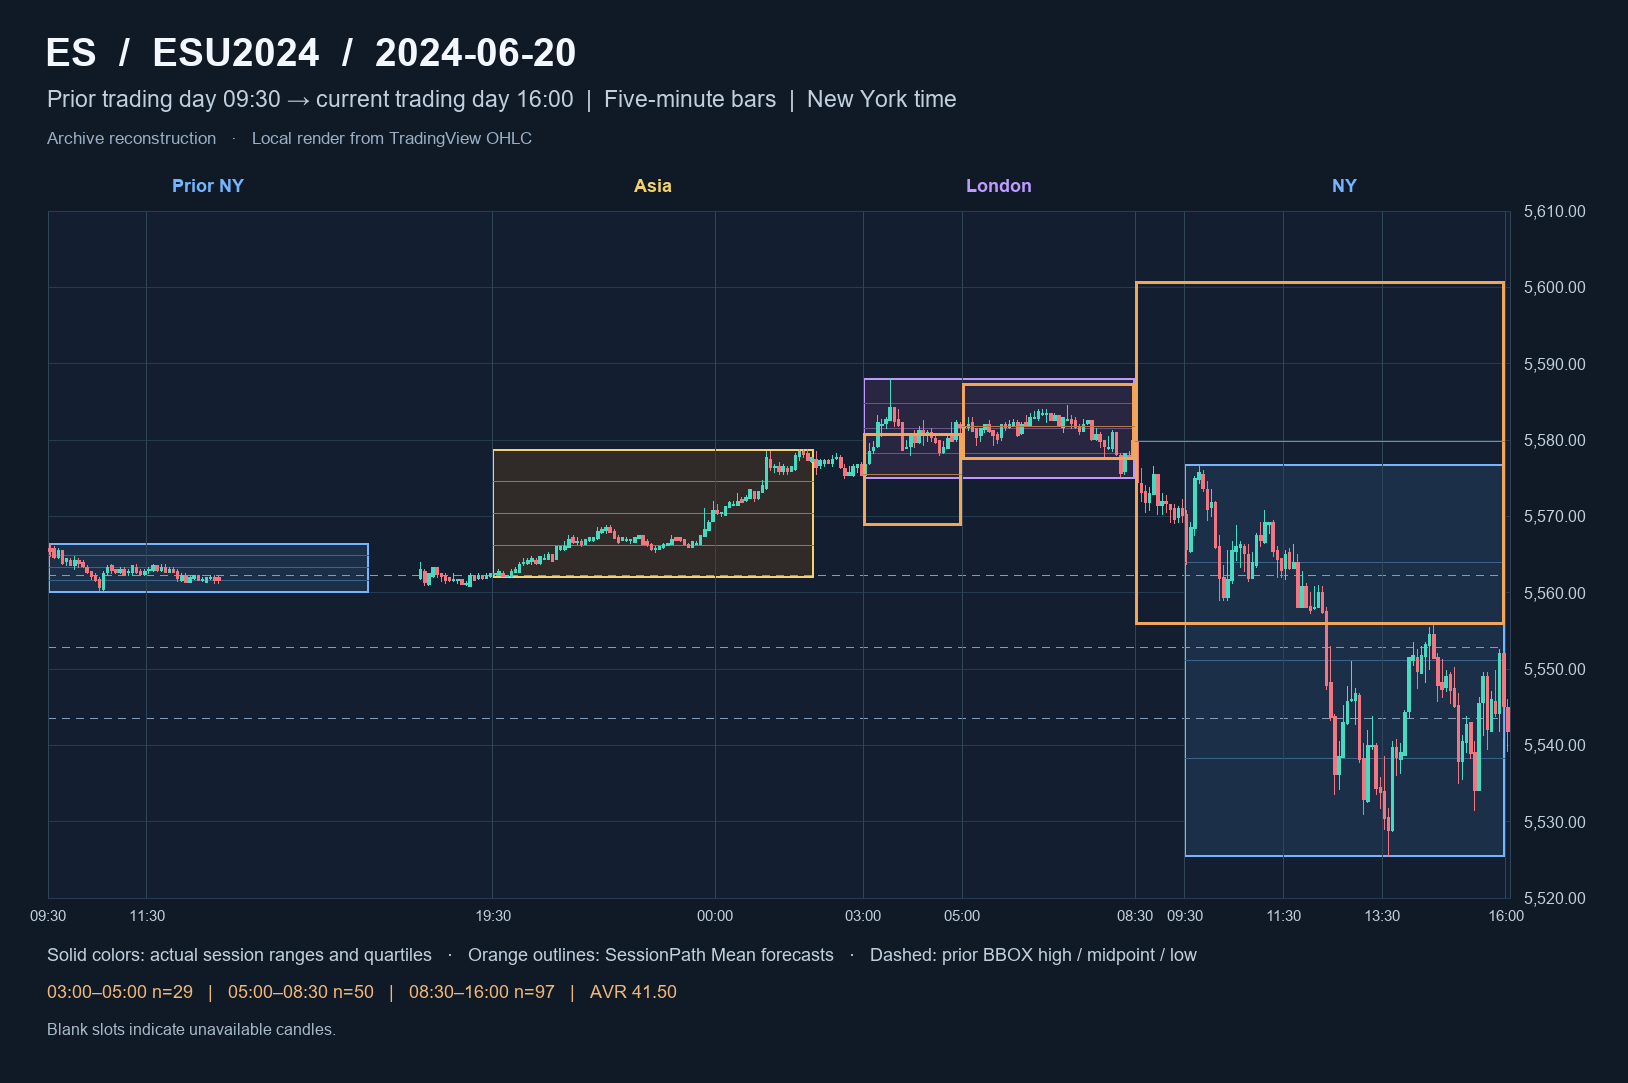 ES / ESU2024 / 2024-06-20
Prior trading day 09:30 → current trading day 16:00 | Five-minute bars | New York time
Archive reconstruction · Local render from TradingView OHLC
Prior NY Asia London NY
5,610.00
5,600.00
5,590.00
5,580.00
5,570.00
5,560.00
5,550.00
5,540.00
5,530.00
5,520.00
09:30 11:30 19:30 00:00 03:00 05:00 08:30 09:30 11:30 13:30 16:00
Solid colors: actual session ranges and quartiles · Orange outlines: SessionPath Mean forecasts · Dashed: prior BBOX high / midpoint / low
03:00–05:00 n=29 | 05:00–08:30 n=50 | 08:30–16:00 n=97 | AVR 41.50
Blank slots indicate unavailable candles.